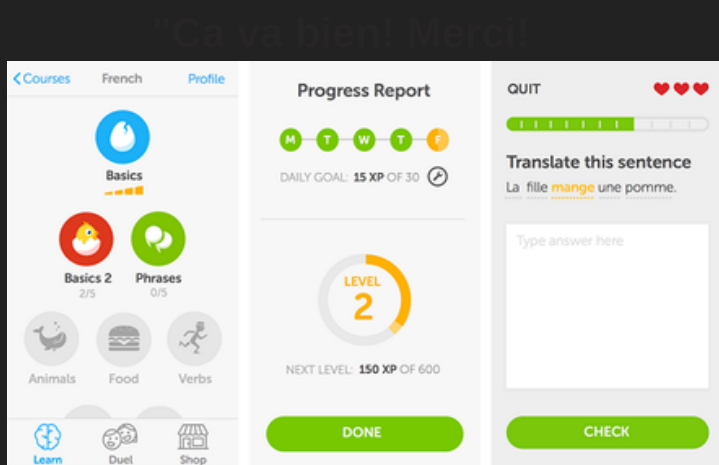 "Ca va bien! Merci!
Courses French Profile
Basics
Basics 2 Phrases
2/5 0/5
Animals Food Verbs
Learn Duel Shop
Progress Report
M T W T F
DAILY GOAL: 15 XP OF 30
LEVEL
2
NEXT LEVEL: 150 XP OF 600
DONE
QUIT
Translate this sentence
La fille mange une pomme.
Type answer here
CHECK